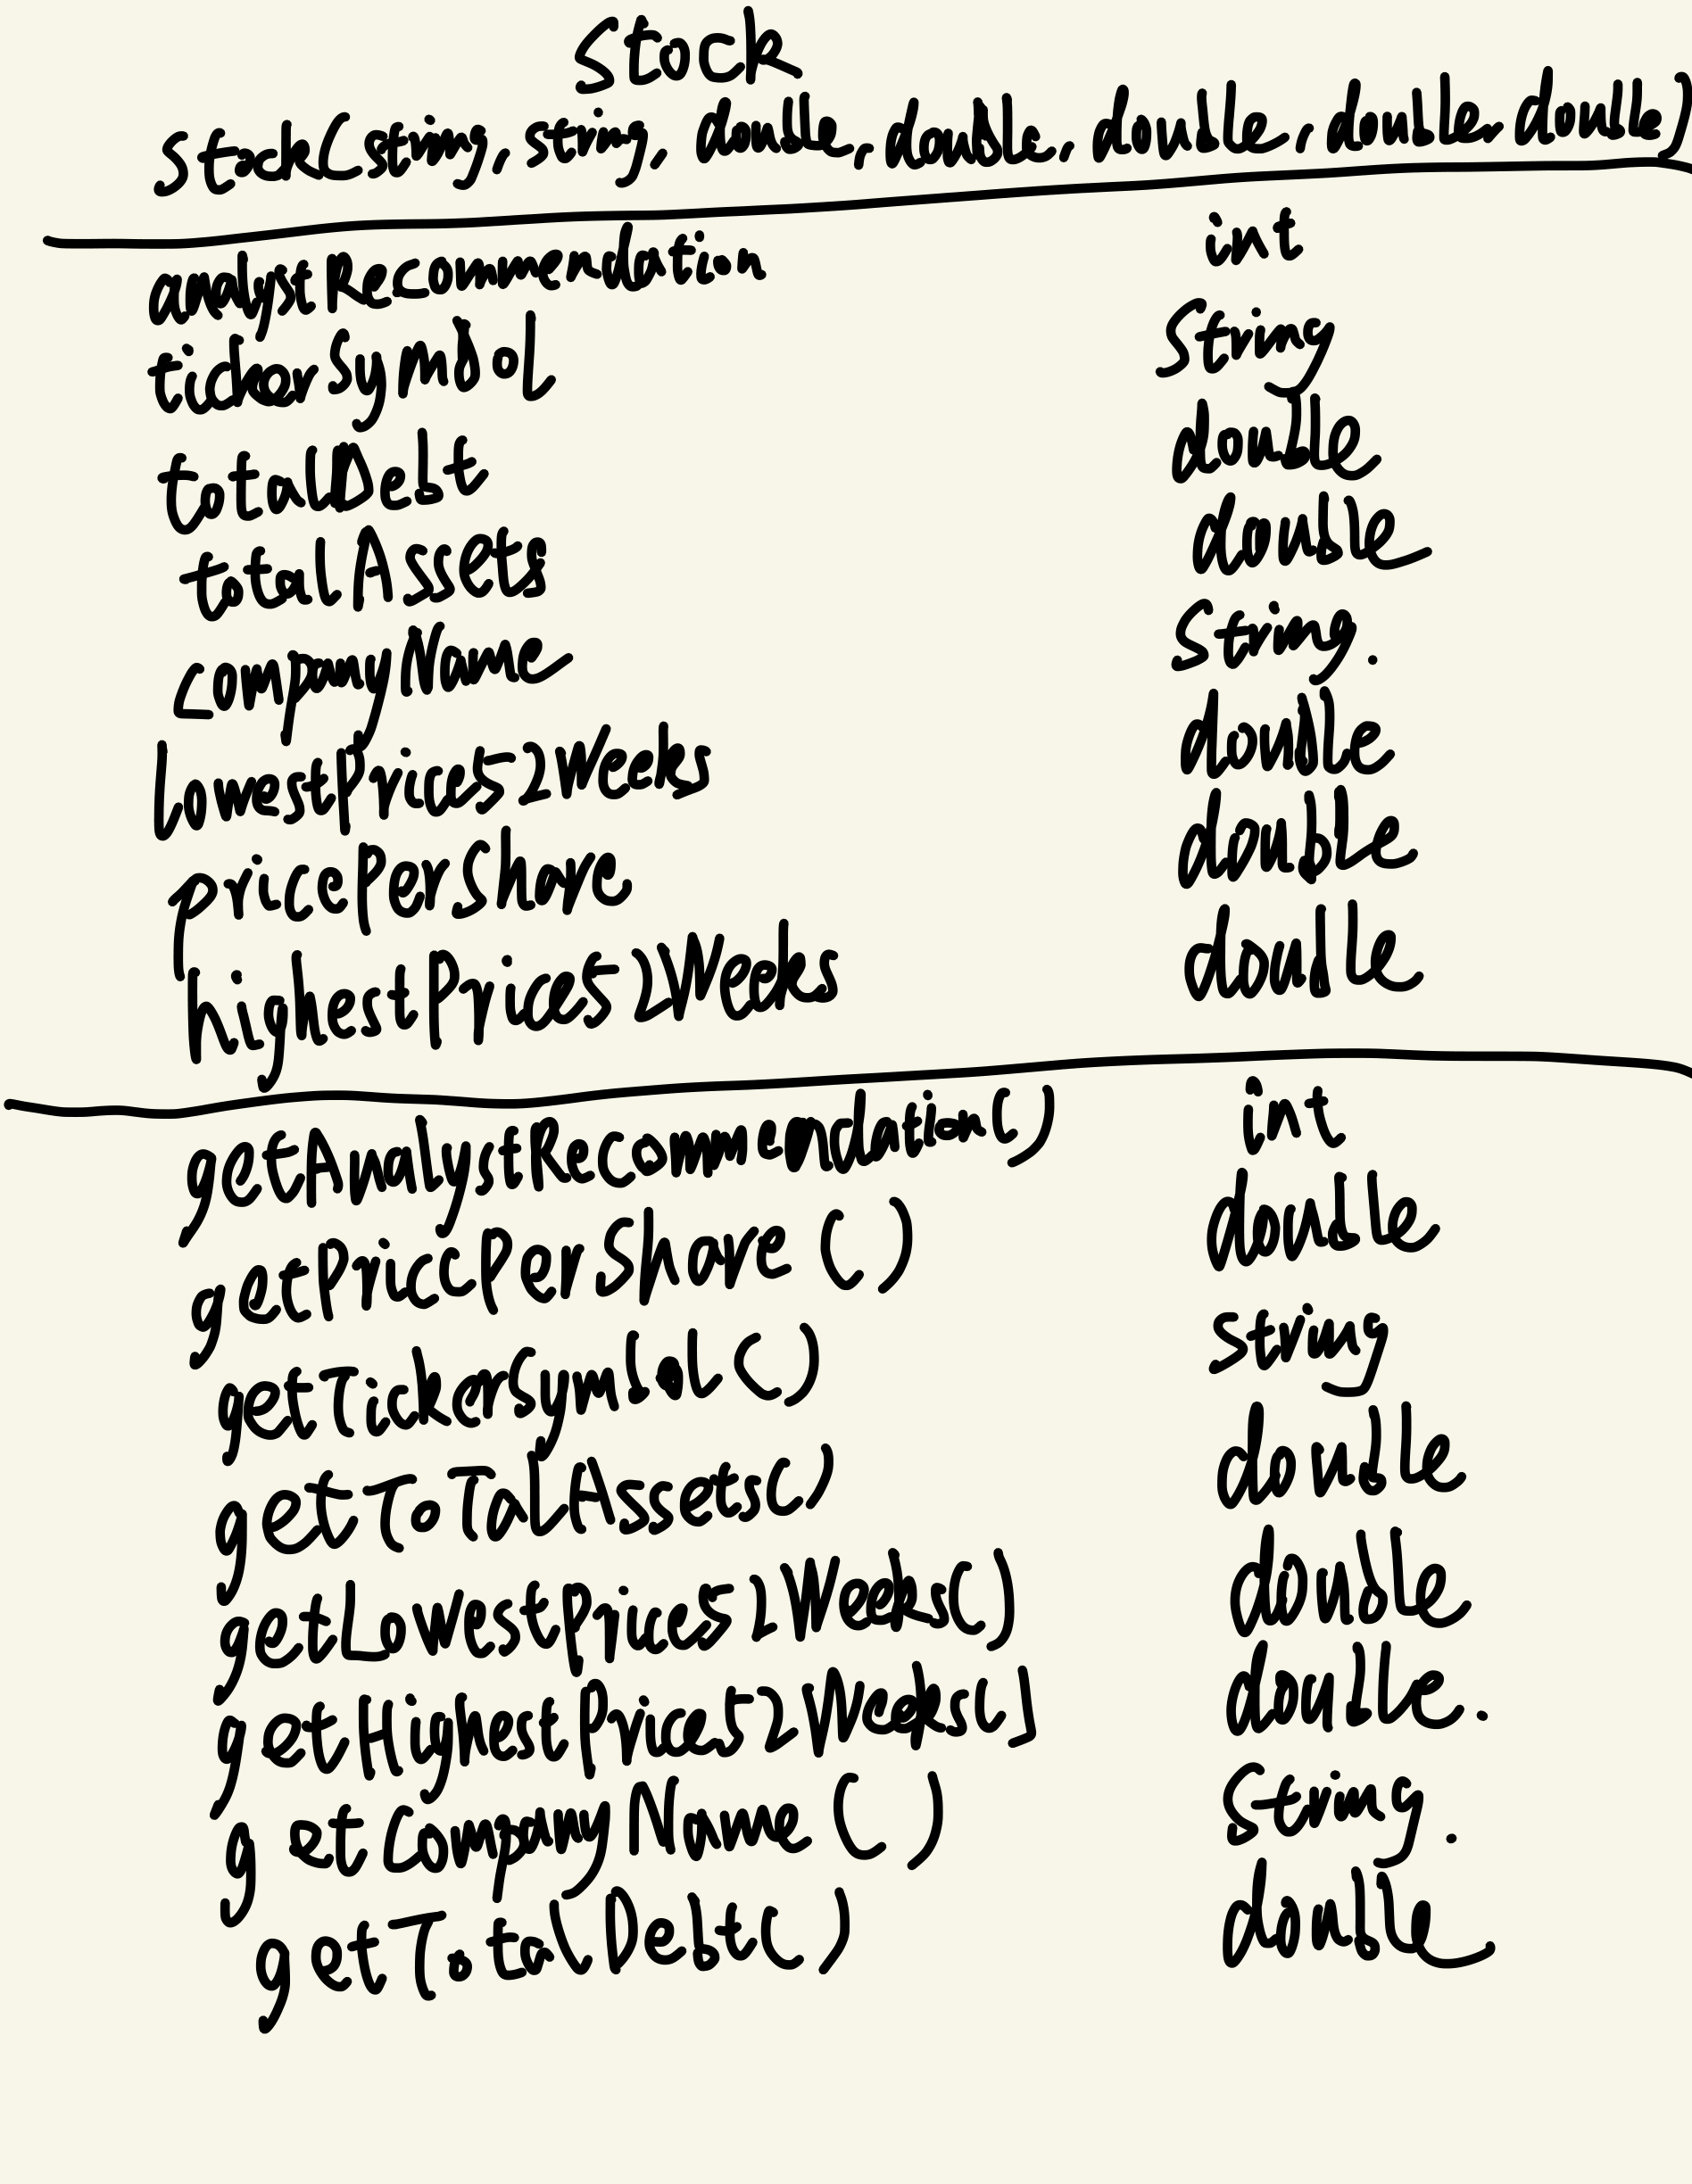 Stock
stock(string, string, double, double, double, double, double)
analystRecommendation int
tickerSymbol String
totalDebt double
totalAssets double
companyName String.
lowestPrice52Weeks double
pricePerShare double
highestPrice52Weeks double
getAnalystRecommendation() int
getPricePerShare() double
getTickerSymbol() string
getToTalAssets() double
getLowestPrice52Weeks() double
getHighestPrice52Weeks() double.
getCompanyName() String.
getTotalDebt() double